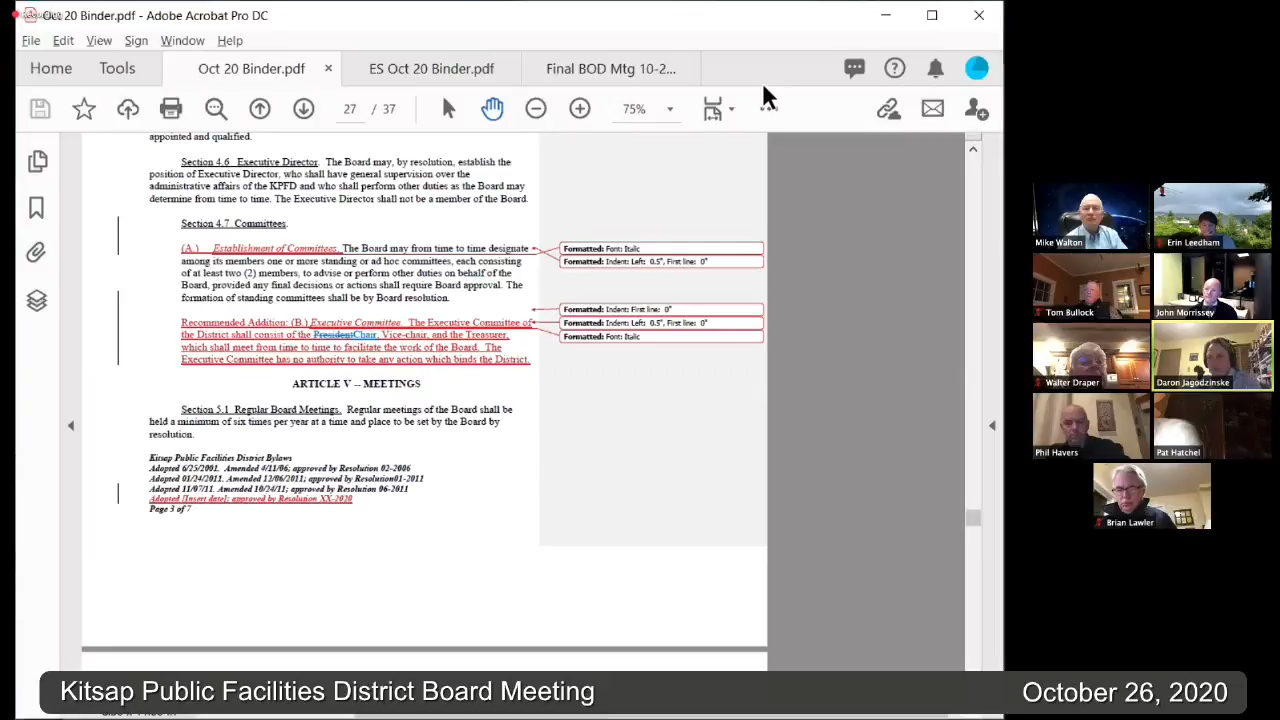 Recording
Oct 20 Binder.pdf - Adobe Acrobat Pro DC
File Edit View Sign Window Help
Home Tools Oct 20 Binder.pdf × ES Oct 20 Binder.pdf Final BOD Mtg 10-2...
27 / 37 75%
appointed and qualified.
Section 4.6 Executive Director. The Board may, by resolution, establish the
position of Executive Director, who shall have general supervision over the
administrative affairs of the KPFD and who shall perform other duties as the Board may
determine from time to time. The Executive Director shall not be a member of the Board.
Section 4.7 Committees.
(A.) Establishment of Committees. The Board may from time to time designate
among its members one or more standing or ad hoc committees, each consisting
of at least two (2) members, to advise or perform other duties on behalf of the
Board, provided any final decisions or actions shall require Board approval. The
formation of standing committees shall be by Board resolution.
Recommended Addition: (B.) Executive Committee. The Executive Committee of
the District shall consist of the PresidentChair, Vice-chair, and the Treasurer,
which shall meet from time to time to facilitate the work of the Board. The
Executive Committee has no authority to take any action which binds the District.
Formatted: Font: Italic
Formatted: Indent: Left: 0.5", First line: 0"
Formatted: Indent: First line: 0"
Formatted: Indent: Left: 0.5", First line: 0"
Formatted: Font: Italic
ARTICLE V -- MEETINGS
Section 5.1 Regular Board Meetings. Regular meetings of the Board shall be
held a minimum of six times per year at a time and place to be set by the Board by
resolution.
Kitsap Public Facilities District Bylaws
Adopted 6/25/2001. Amended 4/11/06; approved by Resolution 02-2006
Adopted 01/24/2011. Amended 12/06/2011; approved by Resolution01-2011
Adopted 11/07/11. Amended 10/24/11; approved by Resolution 06-2011
Adopted [Insert date]; approved by Resolution XX-2020
Page 3 of 7
Mike Walton
Erin Leedham
Tom Bullock
John Morrissey
Walter Draper
Daron Jagodzinske
Phil Havers
Pat Hatchel
Brian Lawler
Kitsap Public Facilities District Board Meeting
October 26, 2020